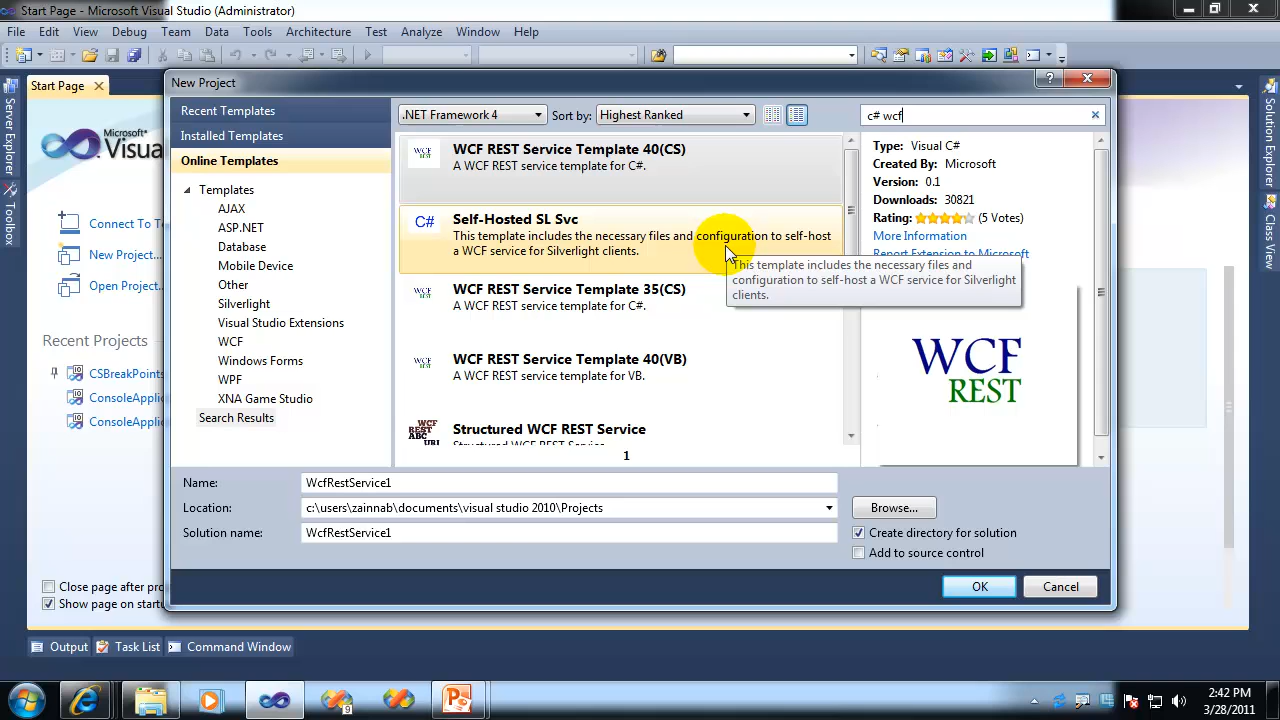 Start Page - Microsoft Visual Studio (Administrator)
File Edit View Debug Team Data Tools Architecture Test Analyze Window Help
Start Page
Server Explorer
Toolbox
Solution Explorer
Class View
Microsoft
Visua
Connect To
New Project...
Open Project...
Recent Projects
CSBreakPoints
ConsoleApplic
ConsoleApplic
Close page after pro
Show page on startu
New Project
Recent Templates
Installed Templates
Online Templates
Templates
AJAX
ASP.NET
Database
Mobile Device
Other
Silverlight
Visual Studio Extensions
WCF
Windows Forms
WPF
XNA Game Studio
Search Results
.NET Framework 4 Sort by: Highest Ranked
c# wcf
WCF REST Service Template 40(CS)
A WCF REST service template for C#.
C# Self-Hosted SL Svc
This template includes the necessary files and configuration to self-host
a WCF service for Silverlight clients.
WCF REST Service Template 35(CS)
A WCF REST service template for C#.
WCF REST Service Template 40(VB)
A WCF REST service template for VB.
Structured WCF REST Service
Structured WCF REST Service
1
Type: Visual C#
Created By: Microsoft
Version: 0.1
Downloads: 30821
Rating: (5 Votes)
More Information
Report Extension to Microsoft
This template includes the necessary files and
configuration to self-host a WCF service for Silverlight
clients.
WCF
REST
Name: WcfRestService1
Location: c:\users\zainnab\documents\visual studio 2010\Projects
Browse...
Solution name: WcfRestService1
Create directory for solution
Add to source control
OK Cancel
Output Task List Command Window
2:42 PM
3/28/2011